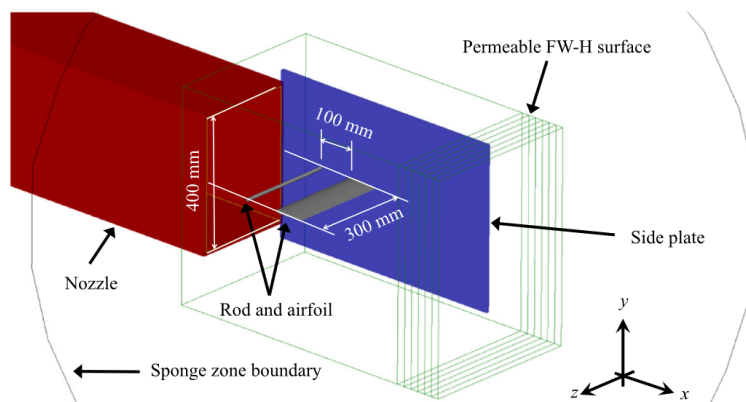 Permeable FW-H surface
100 mm
400 mm
300 mm
Side plate
Nozzle
Rod and airfoil
Sponge zone boundary
y
z
x